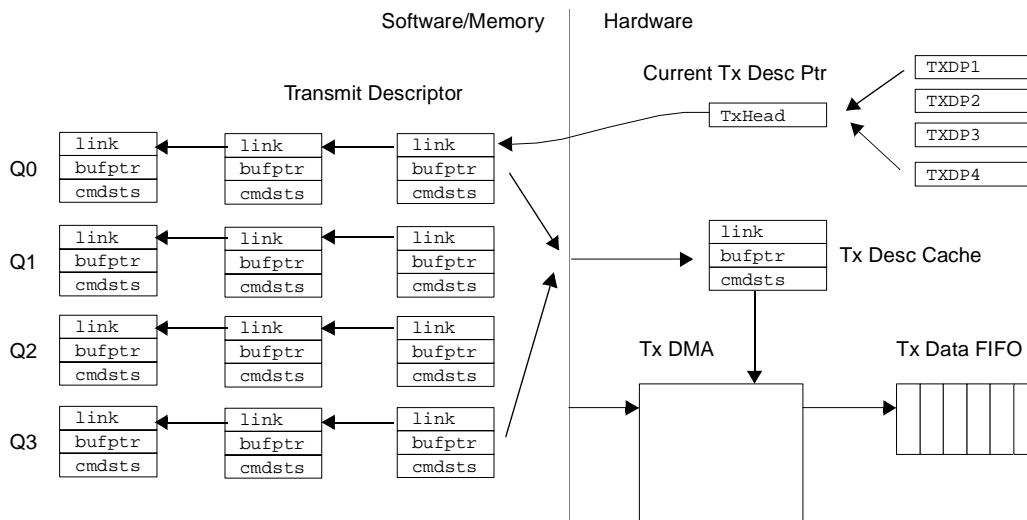 Software/Memory Hardware
Current Tx Desc Ptr
TXDP1
Transmit Descriptor
TxHead
TXDP2
TXDP3
TXDP4
Q0
link link link
bufptr bufptr bufptr
cmdsts cmdsts cmdsts
Q1
link link link
bufptr bufptr bufptr
cmdsts cmdsts cmdsts
link
bufptr
cmdsts
Tx Desc Cache
Q2
link link link
bufptr bufptr bufptr
cmdsts cmdsts cmdsts
Tx DMA
Tx Data FIFO
Q3
link link link
bufptr bufptr bufptr
cmdsts cmdsts cmdsts